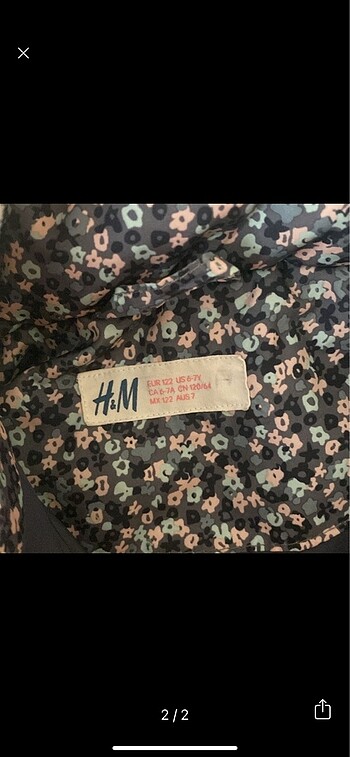 H&M
EUR 122 US 6-7Y
CA 6-7A CN 120/64
MX 122 AUS 7
2/2